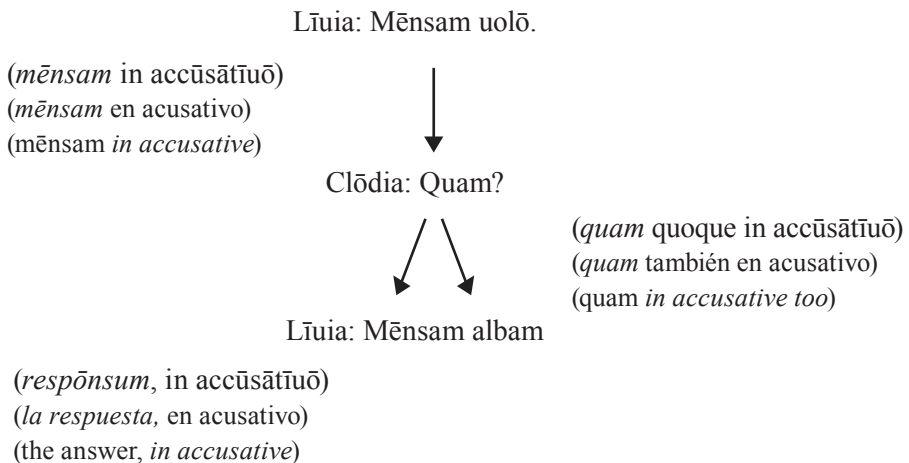 Līuia: Mēnsam uolō.
(mēnsam in accūsātīuō)
(mēnsam en acusativo)
(mēnsam in accusative)
Clōdia: Quam?
(quam quoque in accūsātīuō)
(quam también en acusativo)
(quam in accusative too)
Līuia: Mēnsam albam
(respōnsum, in accūsātīuō)
(la respuesta, en acusativo)
(the answer, in accusative)